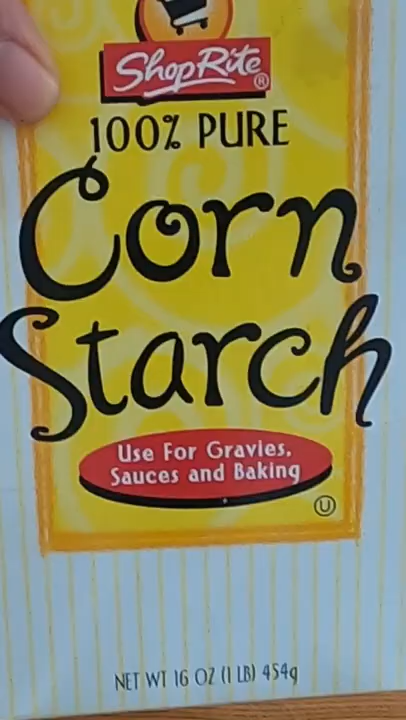 ShopRite®
100% PURE
Corn
Starch
Use For Gravies,
Sauces and Baking
U
NET WT 16 OZ (1 LB) 454g